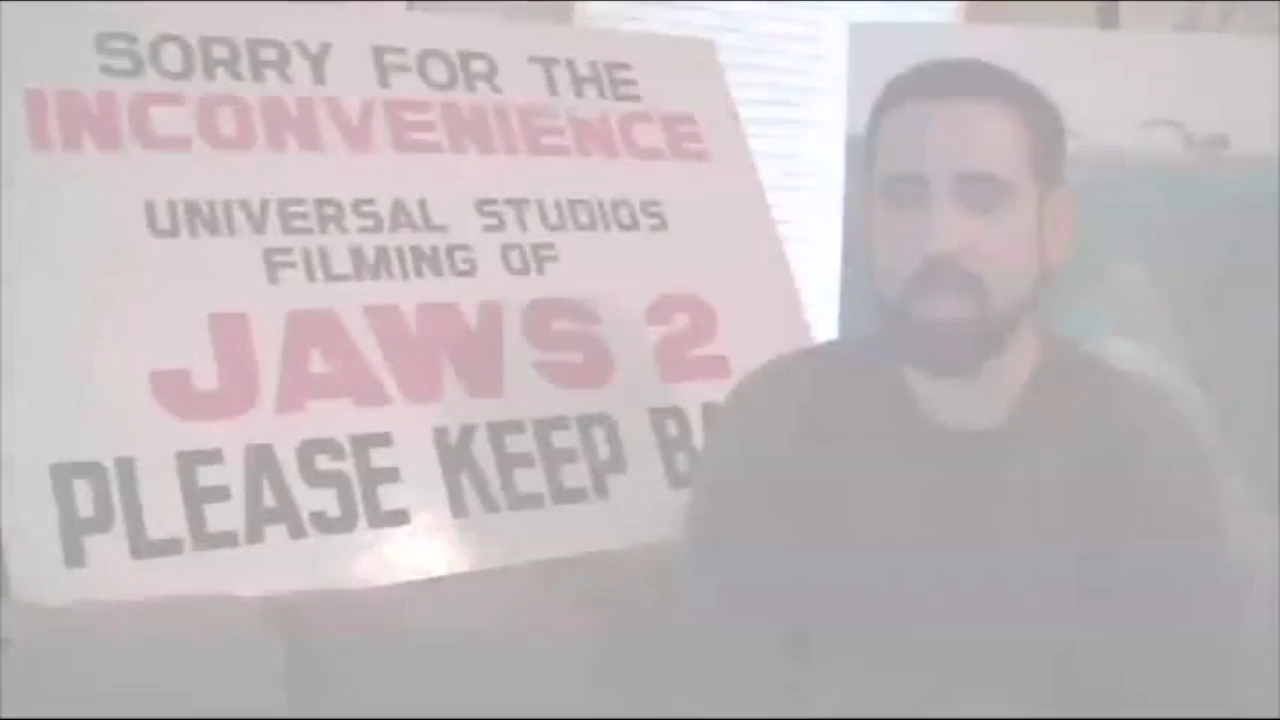 SORRY FOR THE
INCONVENIENCE
UNIVERSAL STUDIOS
FILMING OF
JAWS 2
PLEASE KEEP